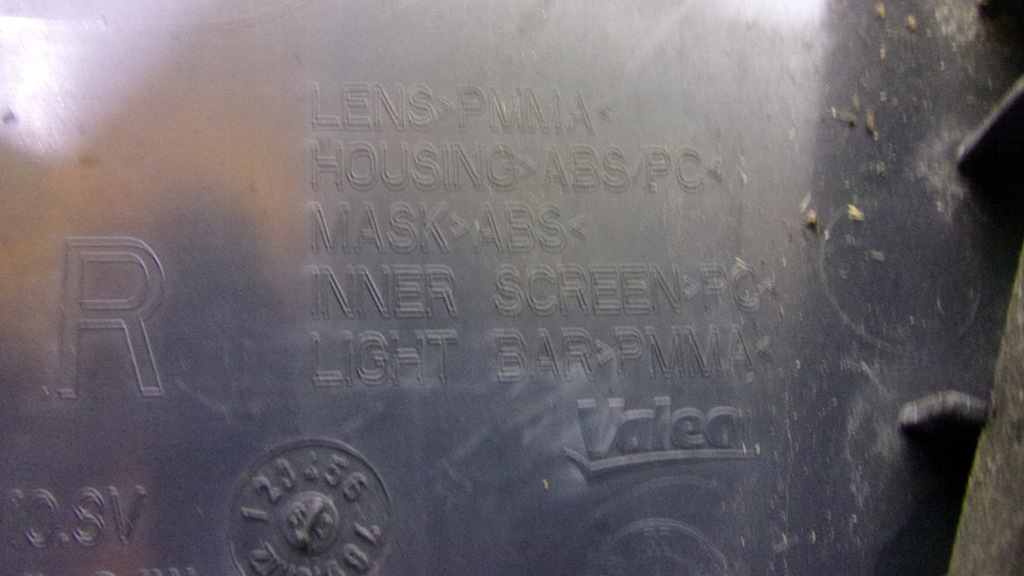 LENS>PMMA<
HOUSING>ABS/PC<
MASK>ABS<
INNER SCREEN>PC<
LIGHT BAR>PMMA<
R
Valeo